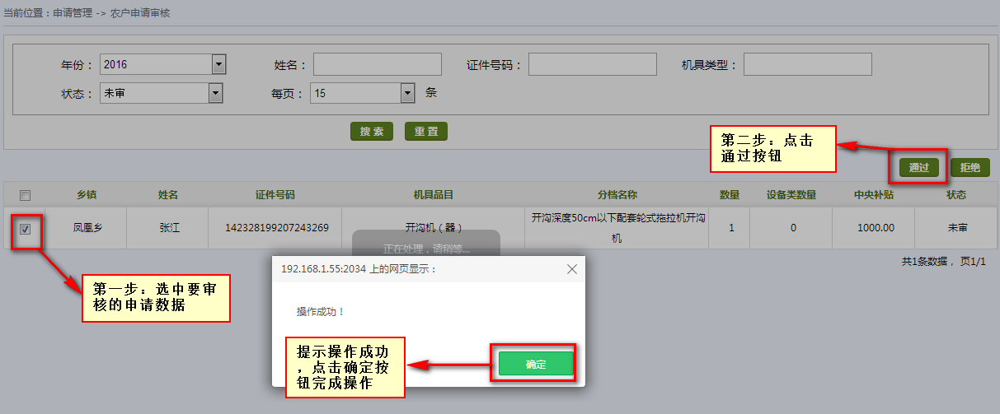 当前位置：申请管理 -> 农户申请审核
年份： 2016 姓名： 证件号码： 机具类型：
状态： 未审 每页： 15 条
搜 索 重 置
第二步：点击
通过按钮
通过 拒绝
乡镇 姓名 证件号码 机具品目 分档名称 数量 设备类数量 中央补贴 状态
凤凰乡 张江 142328199207243269 开沟机（器） 开沟深度50cm以下配套轮式拖拉机开沟
机 1 0 1000.00 未审
正在处理，请稍等...
共1条数据 ，页1/1
192.168.1.55:2034 上的网页显示：
第一步：选中要审
核的申请数据
操作成功！
提示操作成功
，点击确定按
钮完成操作
确定